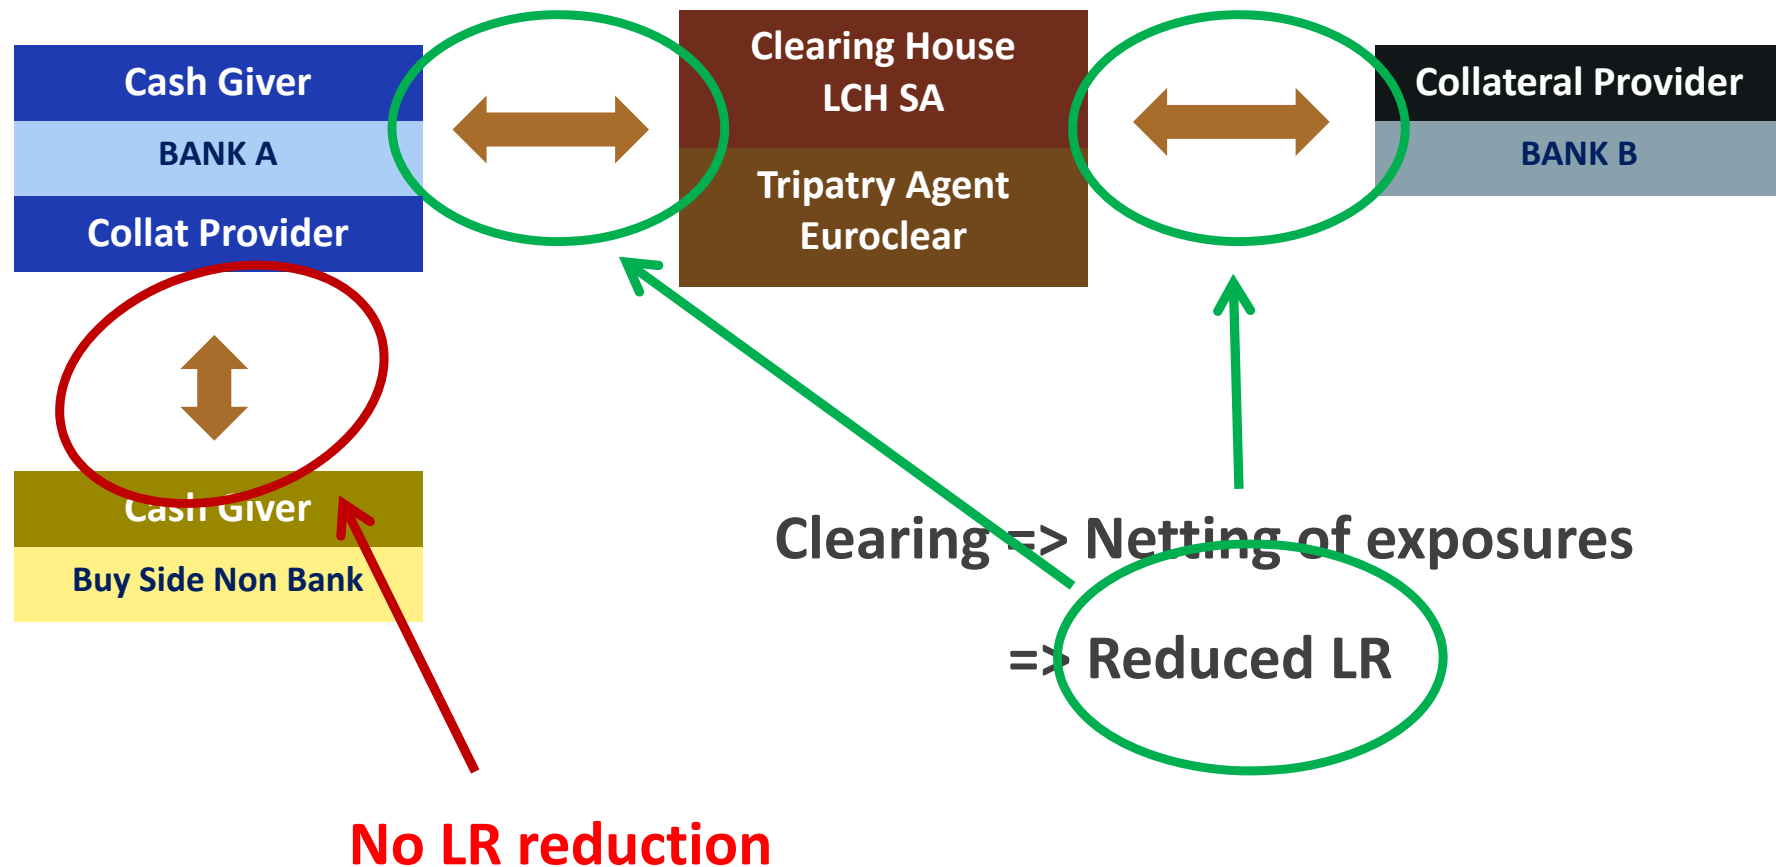 Cash Giver
BANK A
Collat Provider
Clearing House
LCH SA
Tripatry Agent
Euroclear
Collateral Provider
BANK B
Cash Giver
Buy Side Non Bank
Clearing => Netting of exposures
=> Reduced LR
No LR reduction